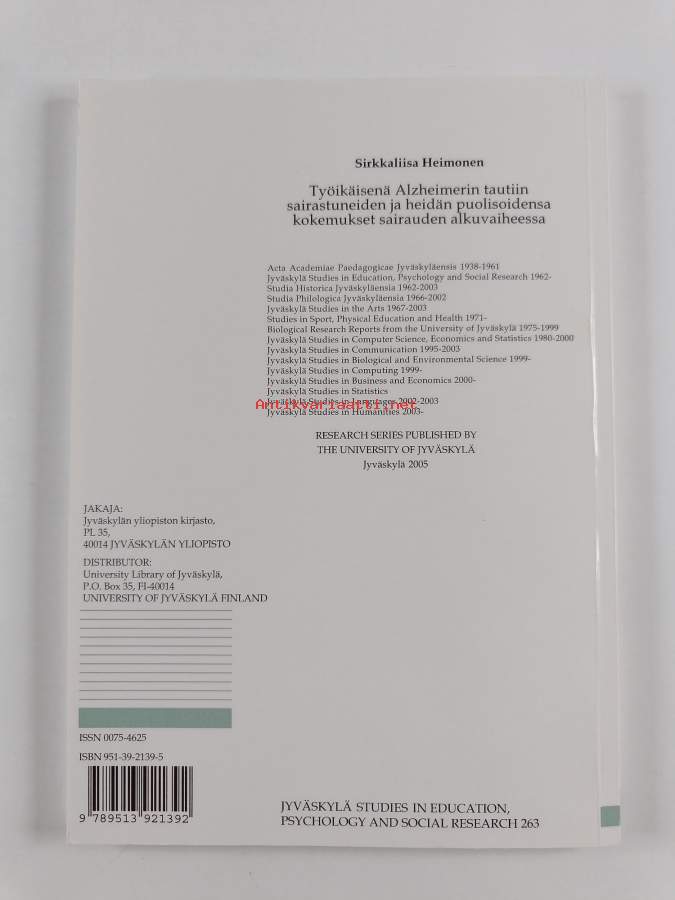 Sirkkaliisa Heimonen
Työikäisenä Alzheimerin tautiin
sairastuneiden ja heidän puolisoidensa
kokemukset sairauden alkuvaiheessa
Acta Academiae Paedagogicae Jyväskyläensis 1938-1961
Jyväskylä Studies in Education, Psychology and Social Research 1962-
Studia Historica Jyväskyläensia 1962-2003
Studia Philologica Jyväskyläensia 1966-2002
Jyväskylä Studies in the Arts 1967-2003
Studies in Sport, Physical Education and Health 1971-
Biological Research Reports from the University of Jyväskylä 1975-1999
Jyväskylä Studies in Computer Science, Economics and Statistics 1980-2000
Jyväskylä Studies in Communication 1995-2003
Jyväskylä Studies in Biological and Environmental Science 1999-
Jyväskylä Studies in Computing 1999-
Jyväskylä Studies in Business and Economics 2000-
Jyväskylä Studies in Statistics
Jyväskylä Studies in Languages 2002-2003
Antikvariaatti.net
Jyväskylä Studies in Humanities 2003-
RESEARCH SERIES PUBLISHED BY
THE UNIVERSITY OF JYVÄSKYLÄ
Jyväskylä 2005
JAKAJA:
Jyväskylän yliopiston kirjasto,
PL 35,
40014 JYVÄSKYLÄN YLIOPISTO
DISTRIBUTOR:
University Library of Jyväskylä,
P.O. Box 35, FI-40014
UNIVERSITY OF JYVÄSKYLÄ FINLAND
ISSN 0075-4625
ISBN 951-39-2139-5
9 789513 921392
JYVÄSKYLÄ STUDIES IN EDUCATION,
PSYCHOLOGY AND SOCIAL RESEARCH 263